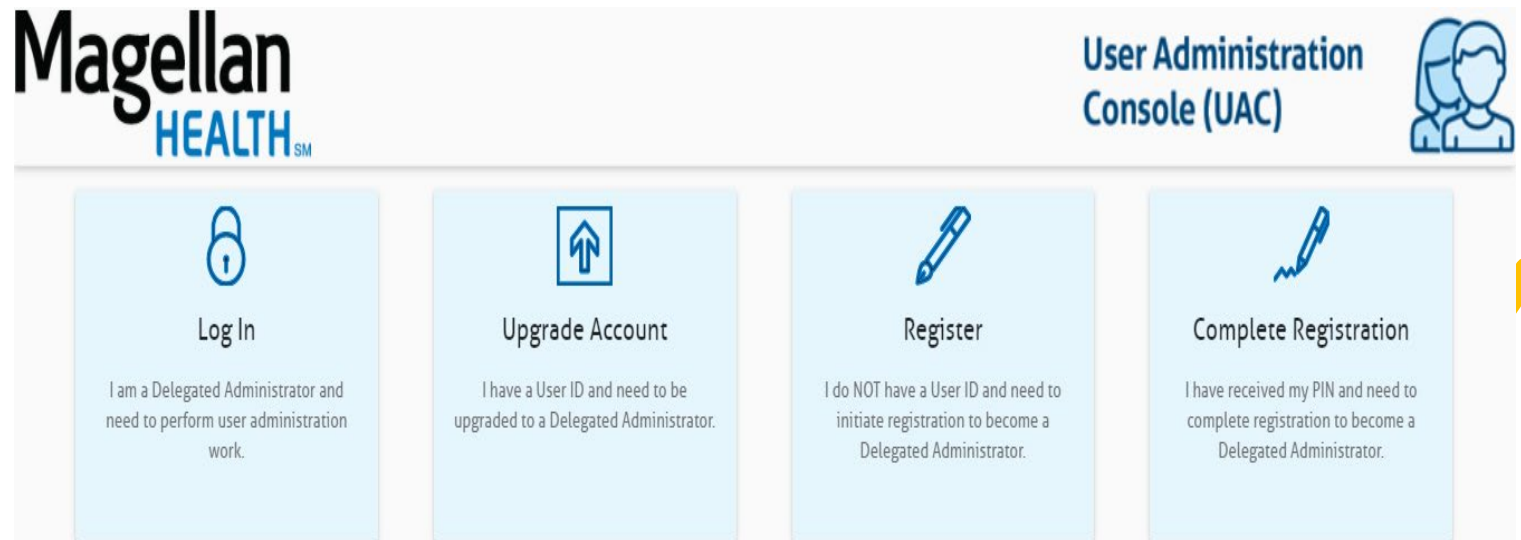 Magellan
HEALTH SM
User Administration
Console (UAC)
Log In
I am a Delegated Administrator and
need to perform user administration
work.
Upgrade Account
I have a User ID and need to be
upgraded to a Delegated Administrator.
Register
I do NOT have a User ID and need to
initiate registration to become a
Delegated Administrator.
Complete Registration
I have received my PIN and need to
complete registration to become a
Delegated Administrator.